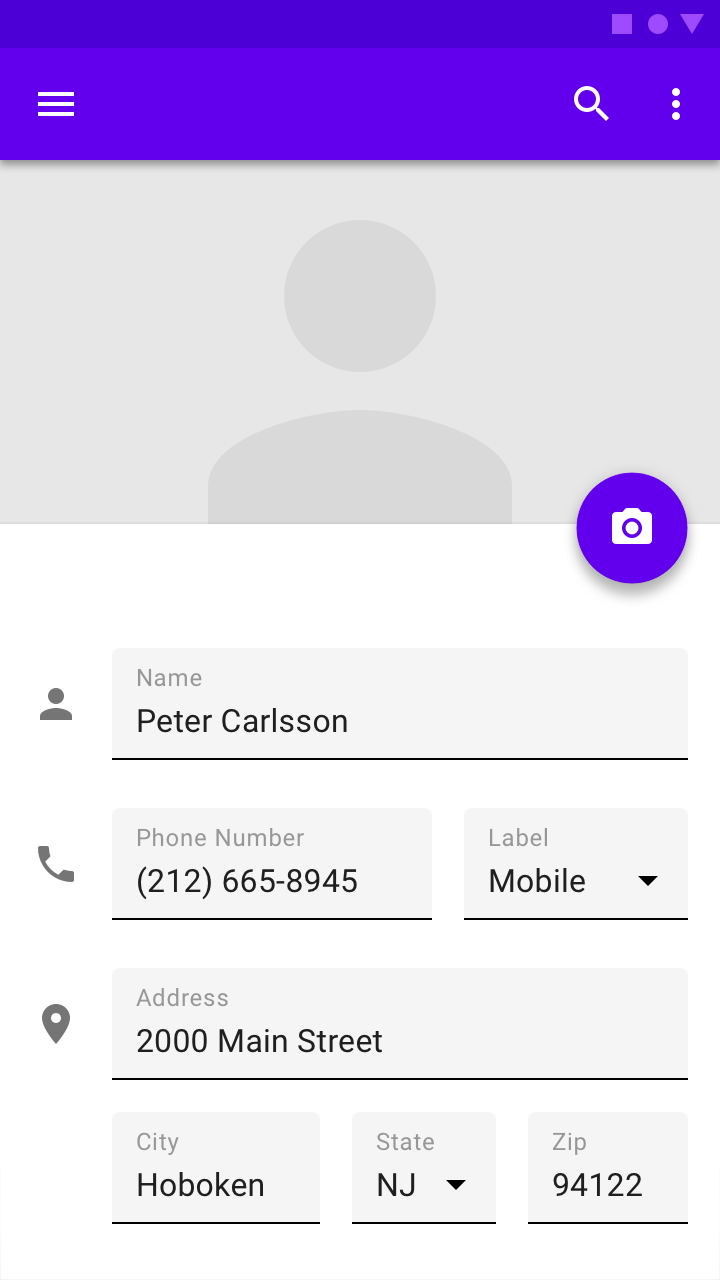 Name
Peter Carlsson
Phone Number
(212) 665-8945
Label
Mobile
Address
2000 Main Street
City
Hoboken
State
NJ
Zip
94122